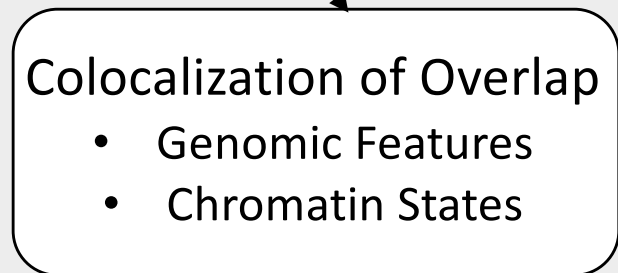 Colocalization of Overlap
• Genomic Features
• Chromatin States